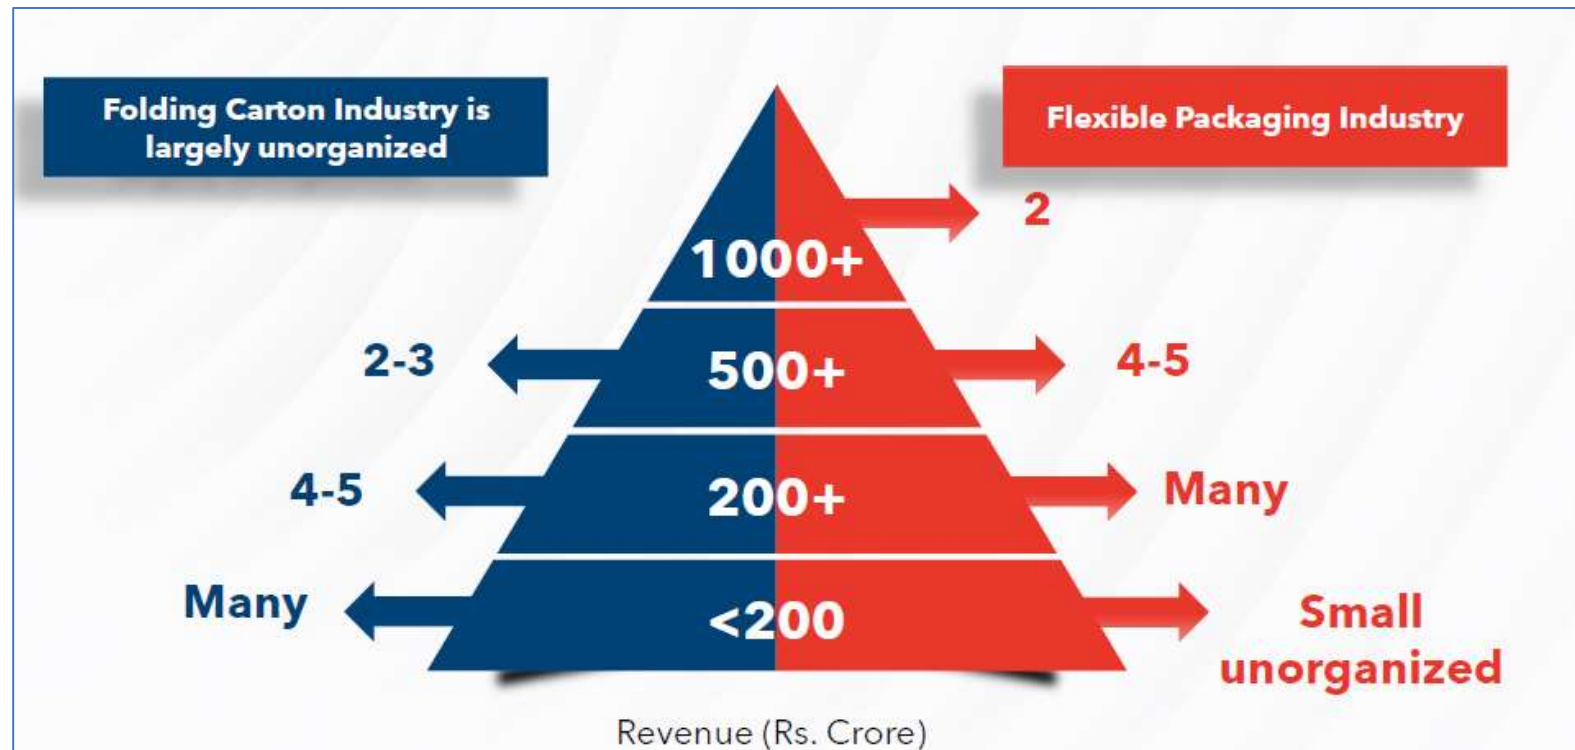 Folding Carton Industry is
largely unorganized
Flexible Packaging Industry
2
1000+
2-3
500+
4-5
4-5
200+
Many
Many
<200
Small
unorganized
Revenue (Rs. Crore)